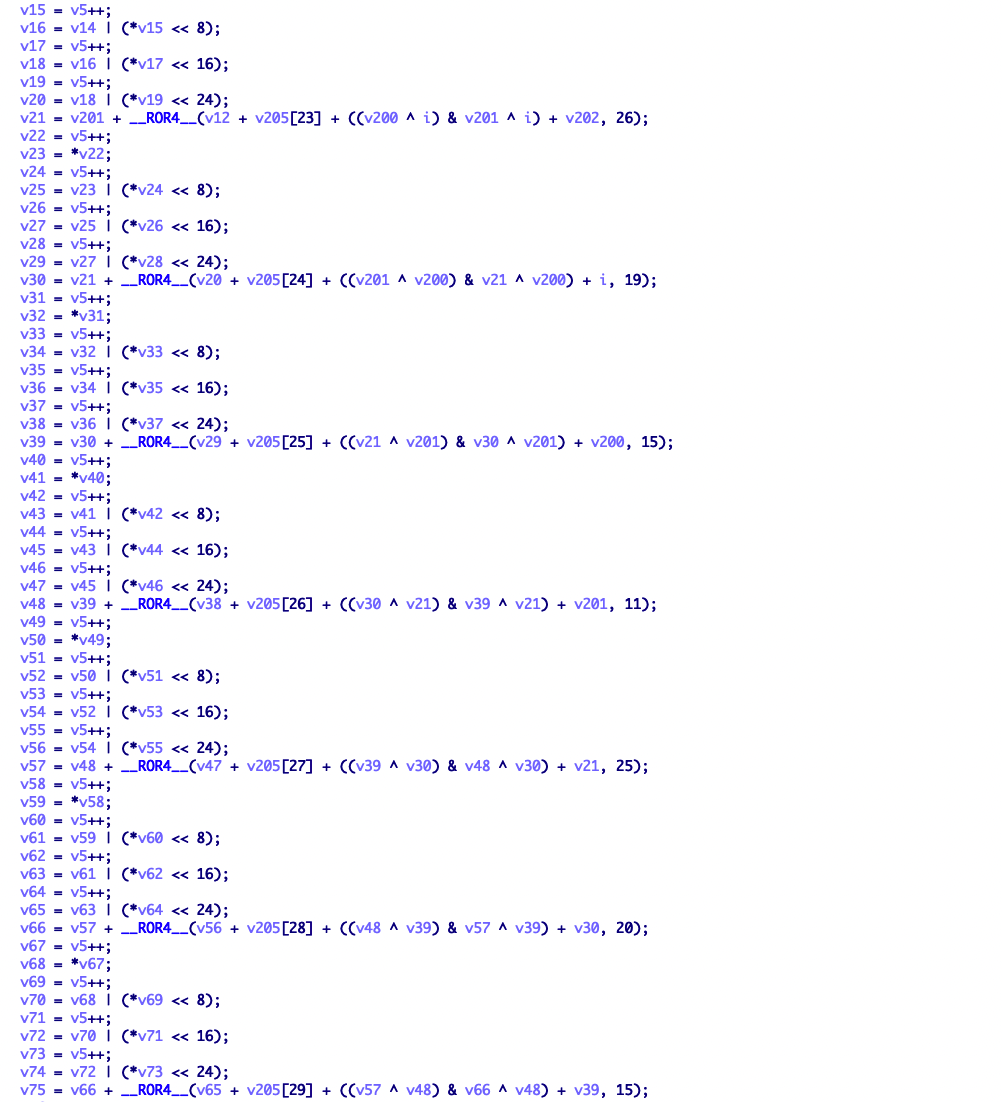 v15 = v5++;
v16 = v14 | (*v15 << 8);
v17 = v5++;
v18 = v16 | (*v17 << 16);
v19 = v5++;
v20 = v18 | (*v19 << 24);
v21 = v201 + __ROR4__(v12 + v205[23] + ((v200 ^ i) & v201 ^ i) + v202, 26);
v22 = v5++;
v23 = *v22;
v24 = v5++;
v25 = v23 | (*v24 << 8);
v26 = v5++;
v27 = v25 | (*v26 << 16);
v28 = v5++;
v29 = v27 | (*v28 << 24);
v30 = v21 + __ROR4__(v20 + v205[24] + ((v201 ^ v200) & v21 ^ v200) + i, 19);
v31 = v5++;
v32 = *v31;
v33 = v5++;
v34 = v32 | (*v33 << 8);
v35 = v5++;
v36 = v34 | (*v35 << 16);
v37 = v5++;
v38 = v36 | (*v37 << 24);
v39 = v30 + __ROR4__(v29 + v205[25] + ((v21 ^ v201) & v30 ^ v201) + v200, 15);
v40 = v5++;
v41 = *v40;
v42 = v5++;
v43 = v41 | (*v42 << 8);
v44 = v5++;
v45 = v43 | (*v44 << 16);
v46 = v5++;
v47 = v45 | (*v46 << 24);
v48 = v39 + __ROR4__(v38 + v205[26] + ((v30 ^ v21) & v39 ^ v21) + v201, 11);
v49 = v5++;
v50 = *v49;
v51 = v5++;
v52 = v50 | (*v51 << 8);
v53 = v5++;
v54 = v52 | (*v53 << 16);
v55 = v5++;
v56 = v54 | (*v55 << 24);
v57 = v48 + __ROR4__(v47 + v205[27] + ((v39 ^ v30) & v48 ^ v30) + v21, 25);
v58 = v5++;
v59 = *v58;
v60 = v5++;
v61 = v59 | (*v60 << 8);
v62 = v5++;
v63 = v61 | (*v62 << 16);
v64 = v5++;
v65 = v63 | (*v64 << 24);
v66 = v57 + __ROR4__(v56 + v205[28] + ((v48 ^ v39) & v57 ^ v39) + v30, 20);
v67 = v5++;
v68 = *v67;
v69 = v5++;
v70 = v68 | (*v69 << 8);
v71 = v5++;
v72 = v70 | (*v71 << 16);
v73 = v5++;
v74 = v72 | (*v73 << 24);
v75 = v66 + __ROR4__(v65 + v205[29] + ((v57 ^ v48) & v66 ^ v48) + v39, 15);